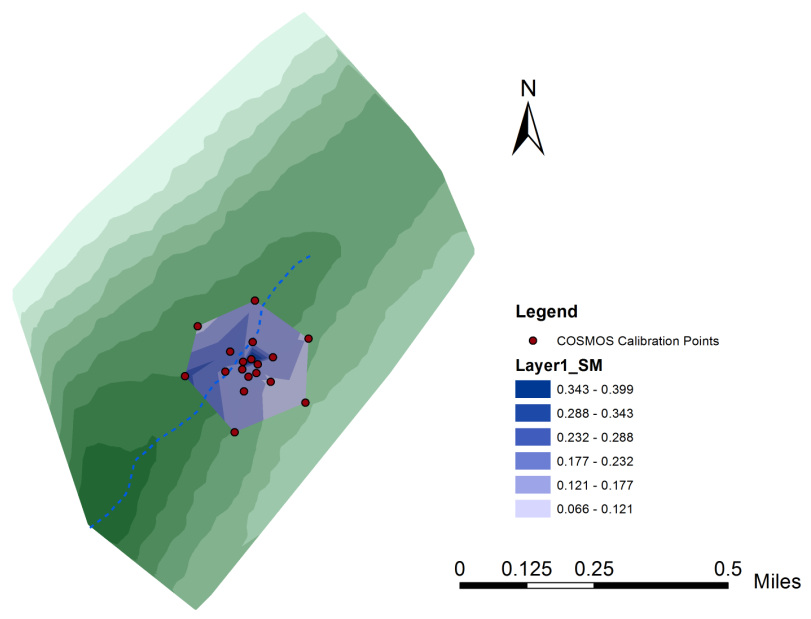 N
Legend
COSMOS Calibration Points
Layer1_SM
0.343 - 0.399
0.288 - 0.343
0.232 - 0.288
0.177 - 0.232
0.121 - 0.177
0.066 - 0.121
0 0.125 0.25 0.5
Miles